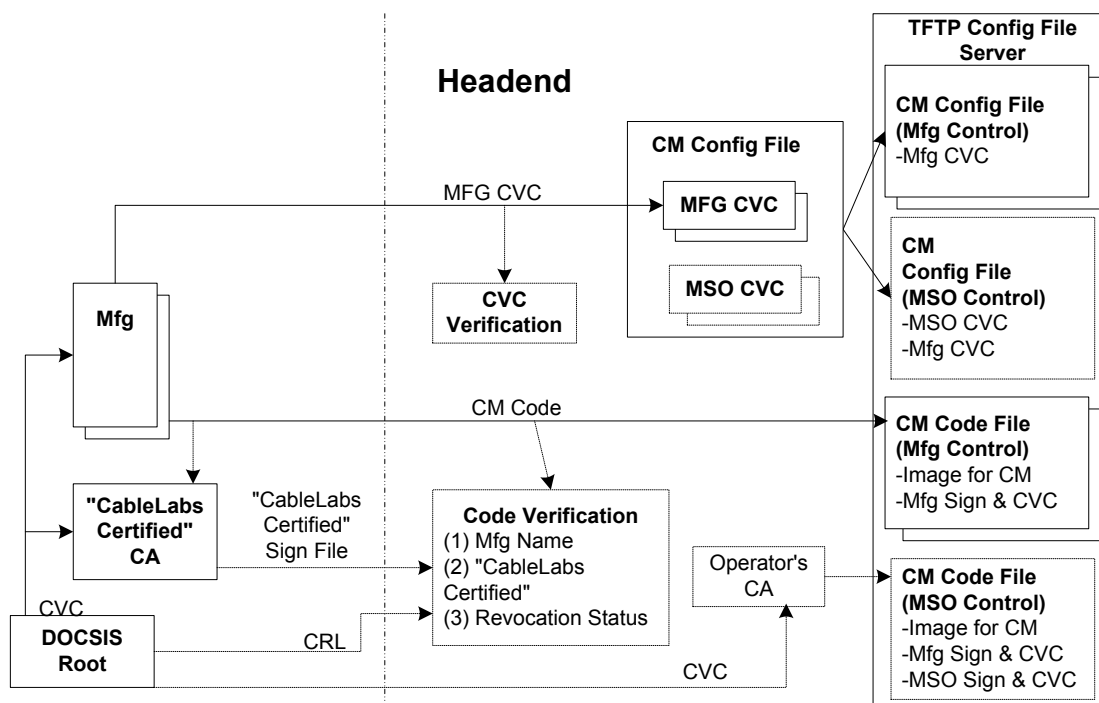 TFTP Config File
Server
Headend
CM Config File
(Mfg Control)
-Mfg CVC
CM Config File
MFG CVC
MFG CVC
MSO CVC
CM
Config File
(MSO Control)
-MSO CVC
-Mfg CVC
CVC
Verification
Mfg
CM Code
CM Code File
(Mfg Control)
-Image for CM
-Mfg Sign & CVC
"CableLabs
Certified"
CA
"CableLabs
Certified"
Sign File
Code Verification
(1) Mfg Name
(2) "CableLabs
Certified"
(3) Revocation Status
Operator's
CA
CM Code File
(MSO Control)
-Image for CM
-Mfg Sign & CVC
-MSO Sign & CVC
CVC
DOCSIS
Root
CRL
CVC